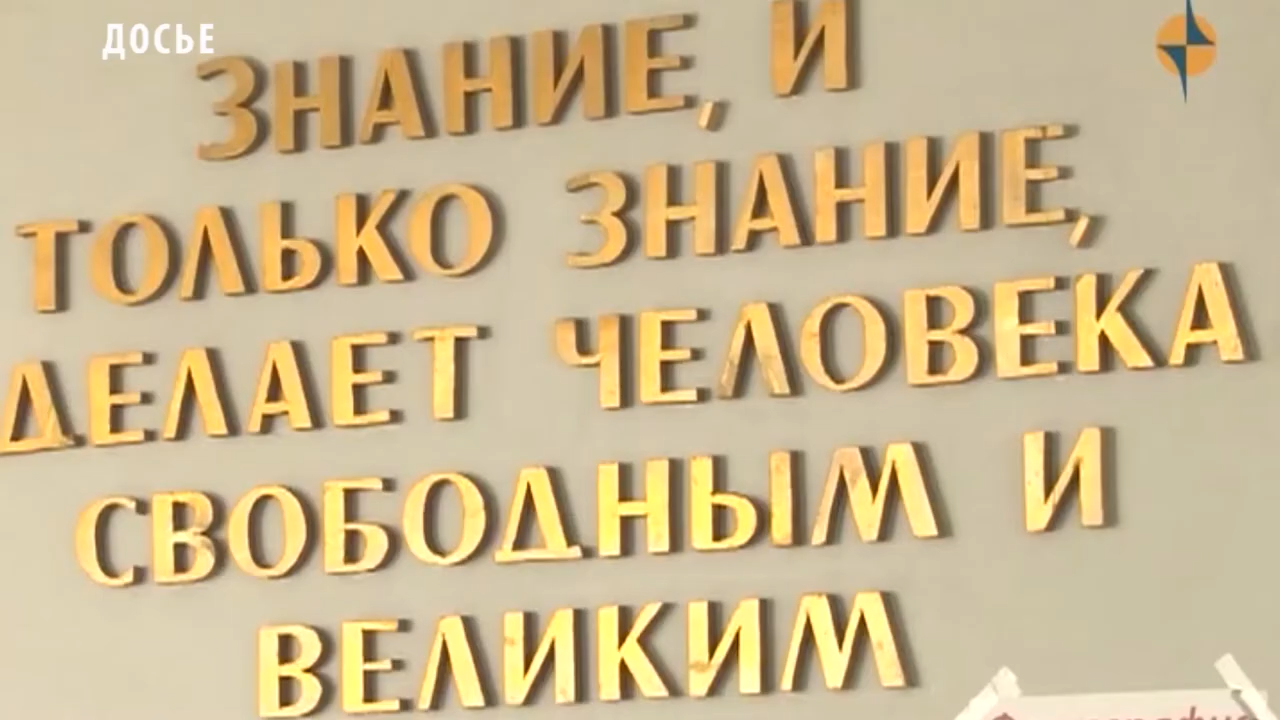 ДОСЬЕ
ЗНАНИЕ, И
ТОЛЬКО ЗНАНИЕ,
ДЕЛАЕТ ЧЕЛОВЕКА
СВОБОДНЫМ И
ВЕЛИКИМ